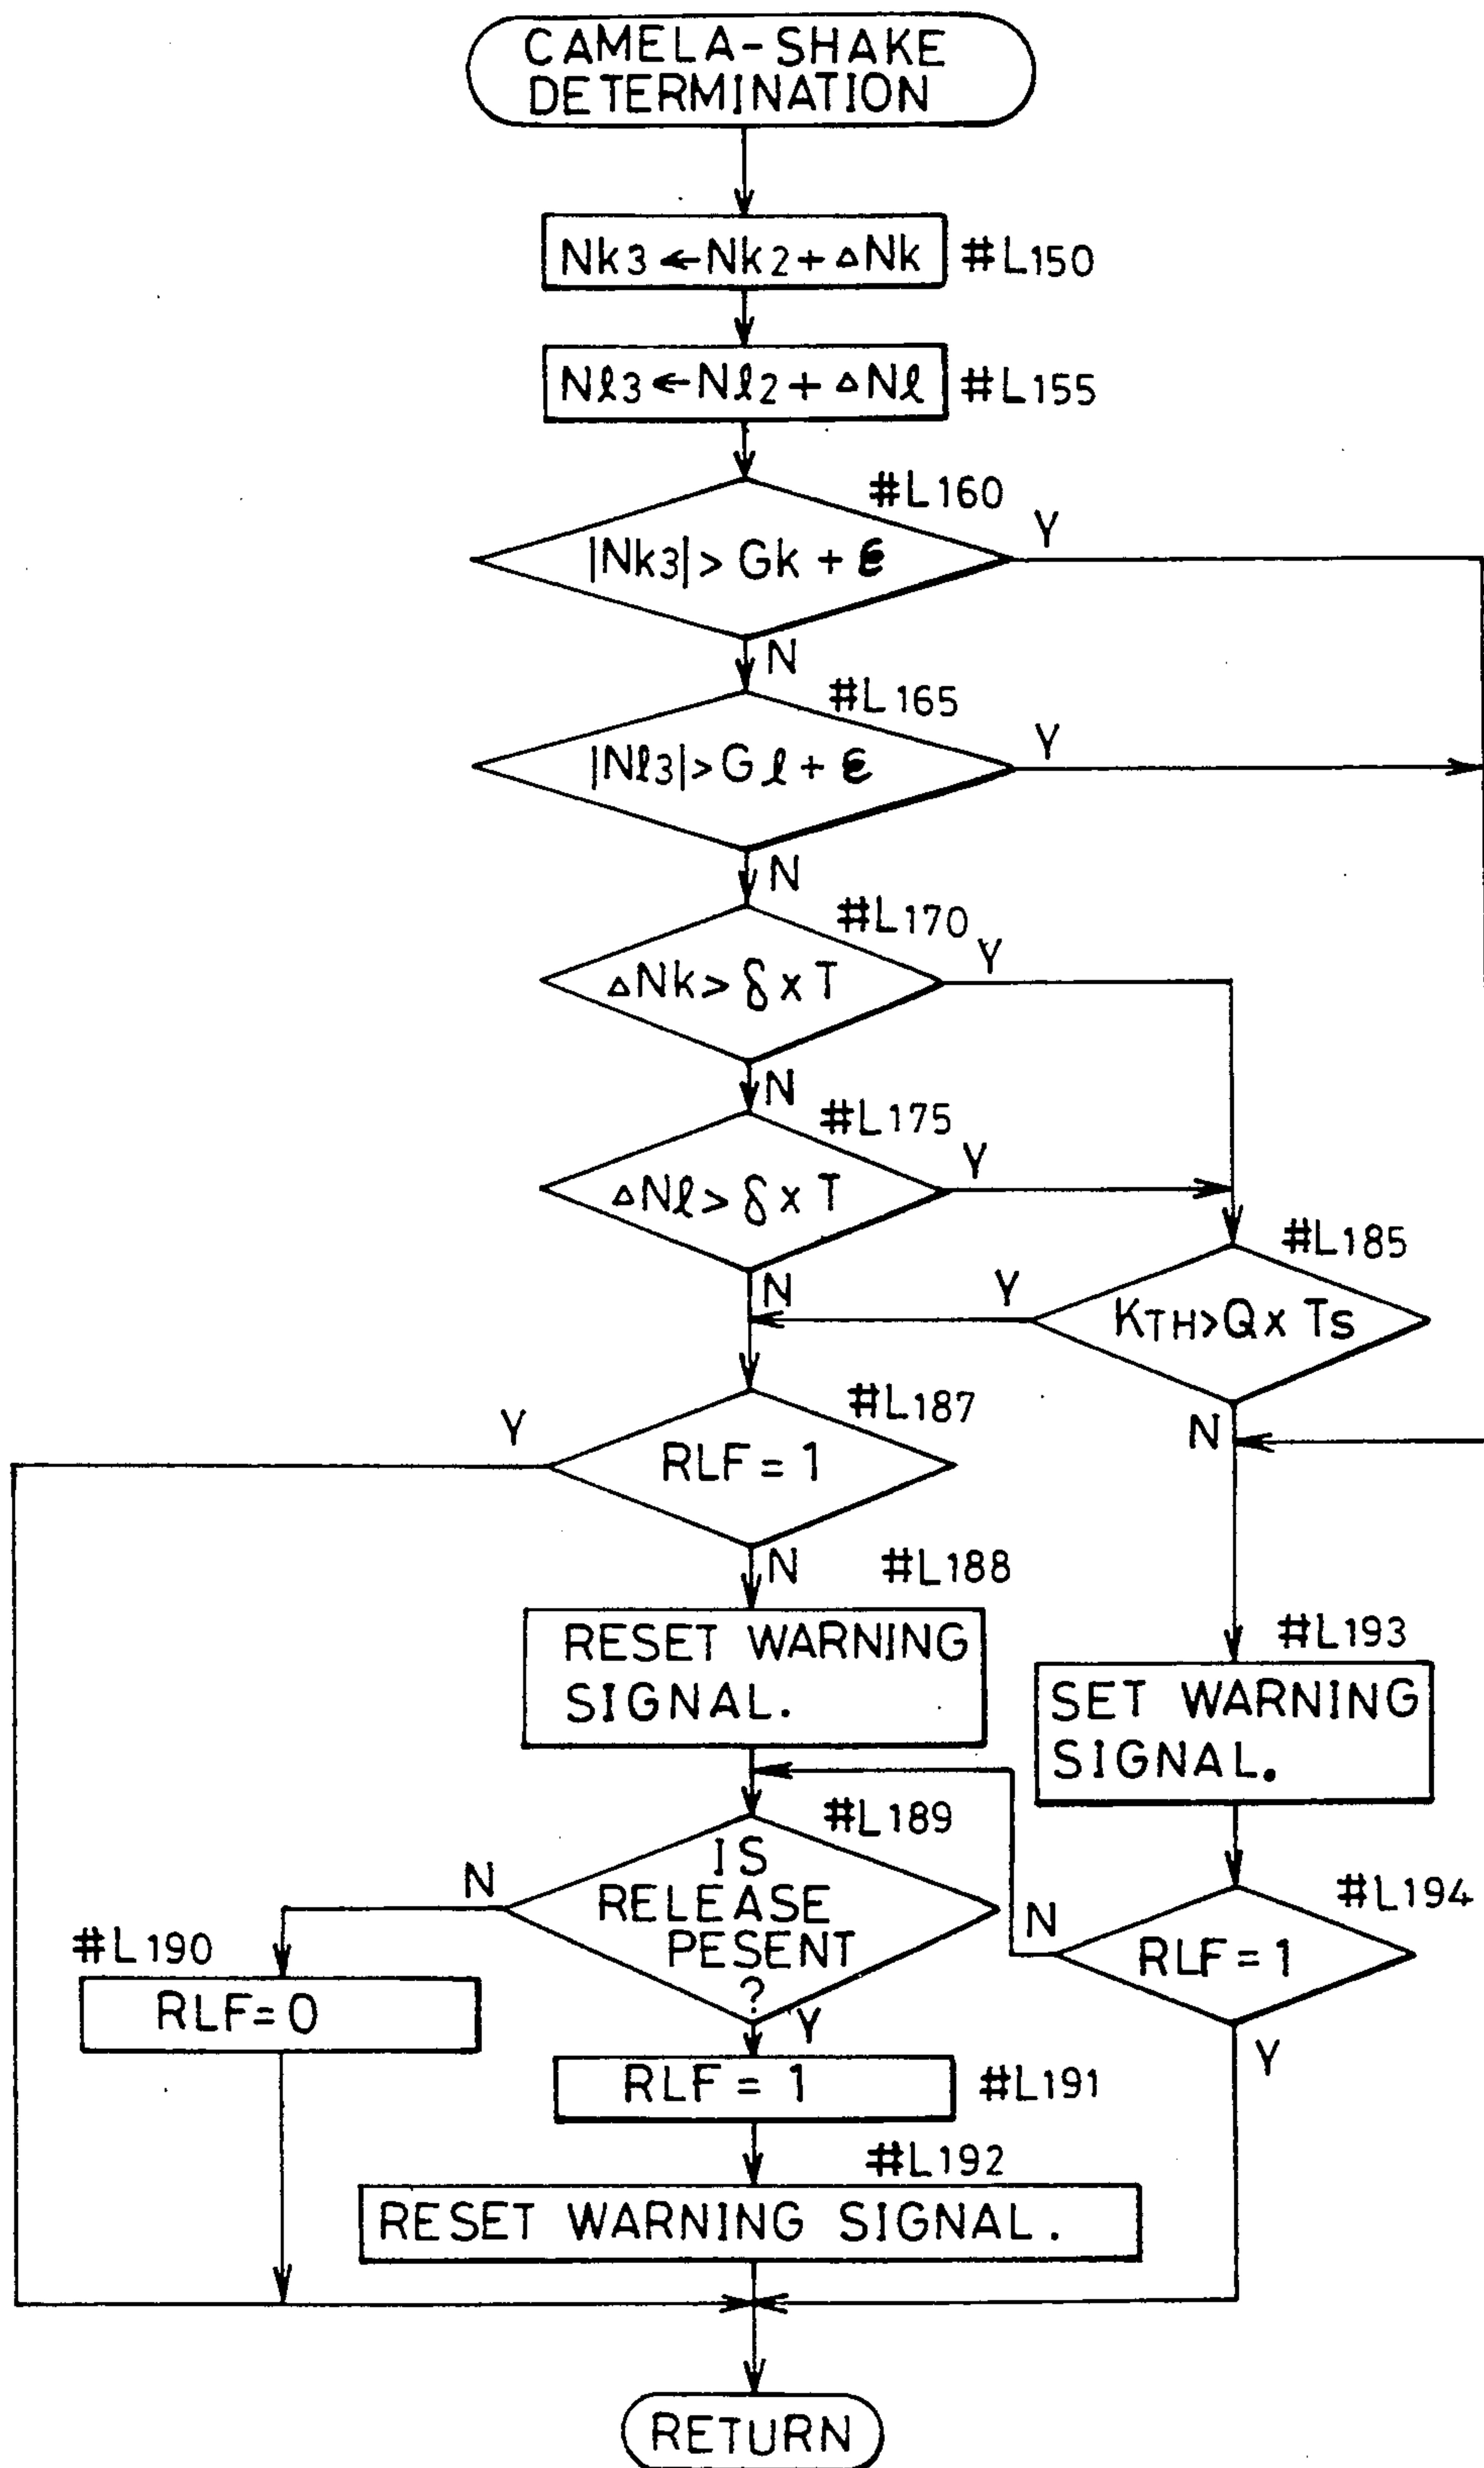 CAMELA-SHAKE
DETERMINATION
Nk3 ← Nk2 + ΔNk #L150
Nℓ3 ← Nℓ2 + ΔNℓ #L155
#L160
|Nk3| > Gk + ε
Y
N
#L165
|Nℓ3| > Gℓ + ε
Y
N
#L170
ΔNk > δ x T
Y
N
#L175
ΔNℓ > δ x T
Y
N
#L185
KTH > Q x Ts
Y
N
#L187
RLF = 1
Y
N
#L188
RESET WARNING
SIGNAL.
#L193
SET WARNING
SIGNAL.
#L189
IS
RELEASE
PESENT
?
N
Y
#L194
RLF = 1
N
Y
#L190
RLF = 0
RLF = 1 #L191
#L192
RESET WARNING SIGNAL.
RETURN